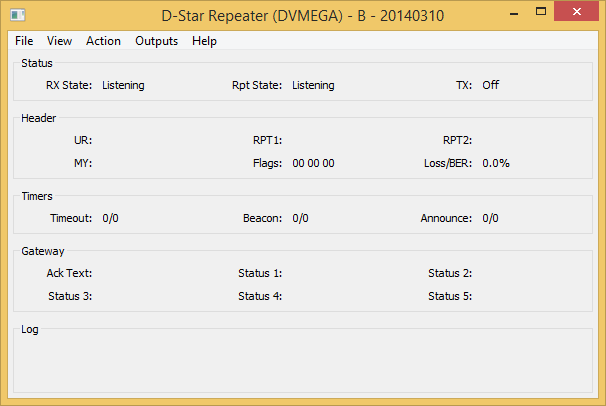 D-Star Repeater (DVMEGA) - B - 20140310
File View Action Outputs Help
Status
RX State: Listening Rpt State: Listening TX: Off
Header
UR: RPT1: RPT2:
MY: Flags: 00 00 00 Loss/BER: 0.0%
Timers
Timeout: 0/0 Beacon: 0/0 Announce: 0/0
Gateway
Ack Text: Status 1: Status 2:
Status 3: Status 4: Status 5:
Log